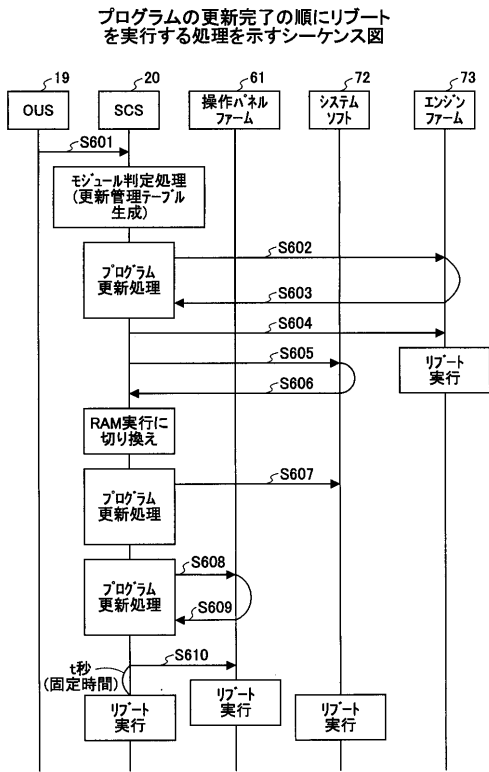 プログラムの更新完了の順にリブート
を実行する処理を示すシーケンス図
19
20
61
72
73
OUS
SCS
操作パネル
ファーム
システム
ソフト
エンジン
ファーム
S601
モジュール判定処理
(更新管理テーブル
生成)
S602
プログラム
更新処理
S603
S604
S605
リブート
実行
S606
RAM実行に
切り換え
S607
プログラム
更新処理
S608
プログラム
更新処理
S609
S610
t秒
(固定時間)
リブート
実行
リブート
実行
リブート
実行